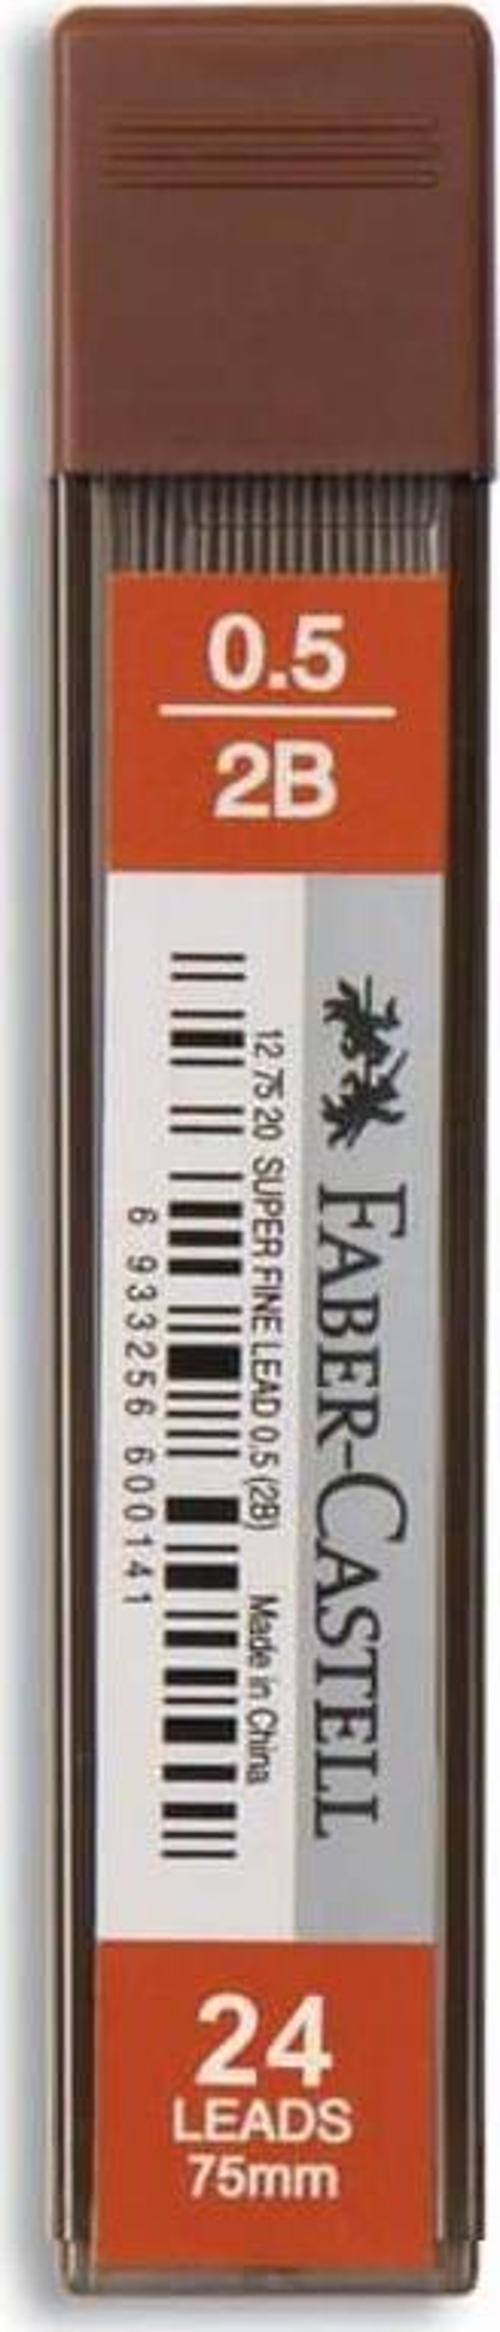 0.5
2B
FABER-CASTELL
12 75 20 SUPER FINE LEAD 0.5 (2B) Made in China
6 933256 600141
24
LEADS
75mm